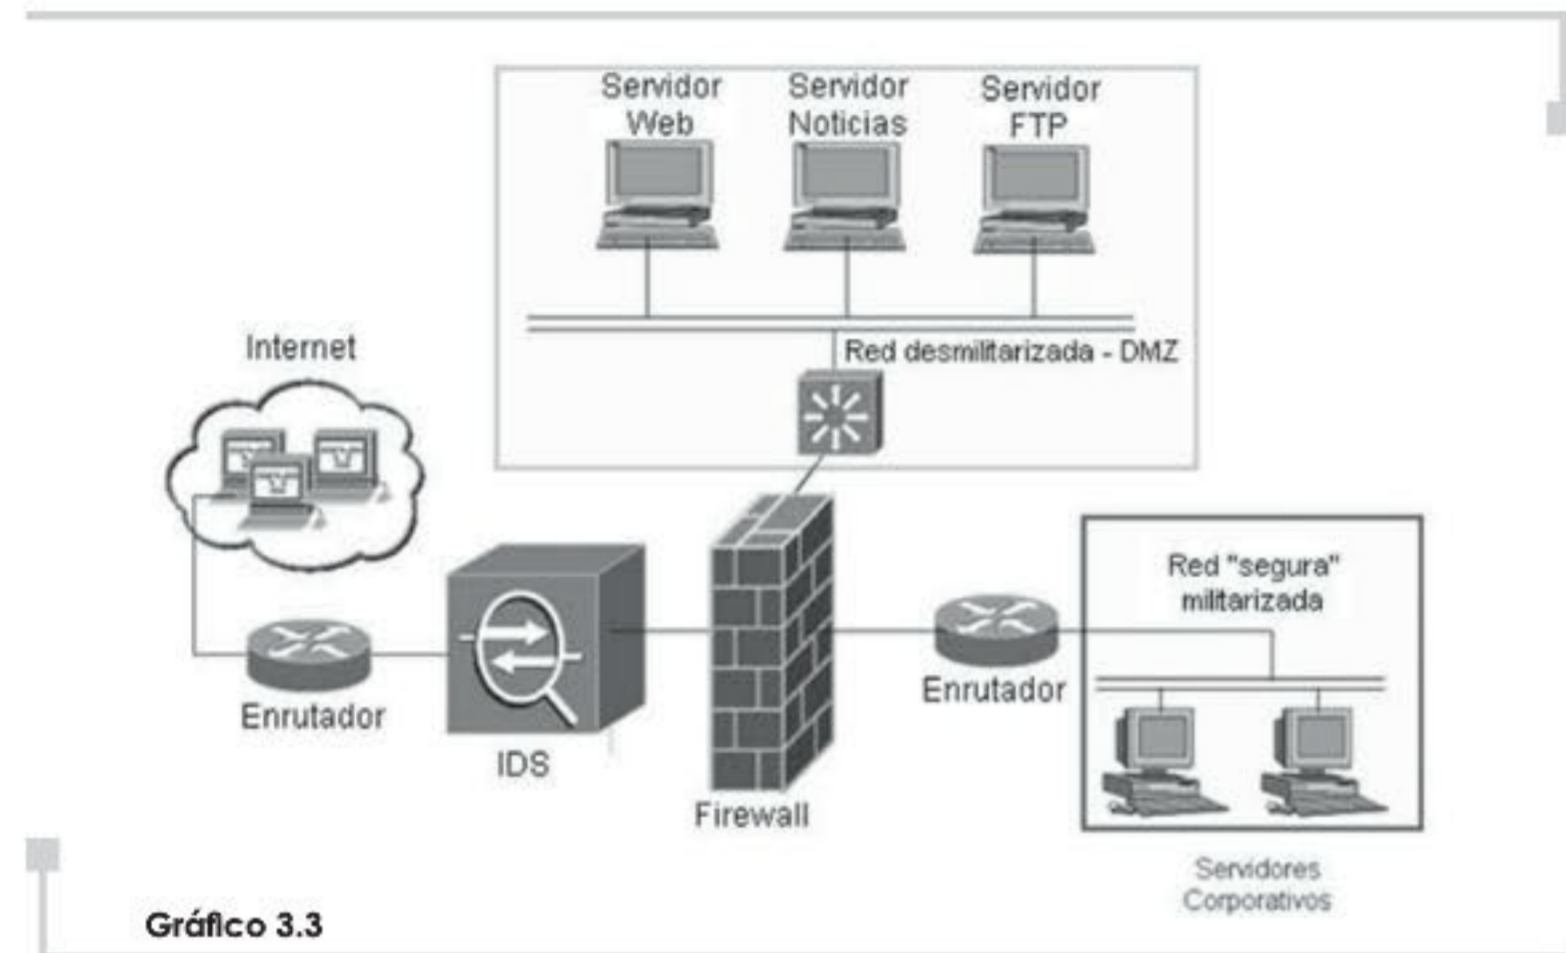 Servidor Web
Servidor Noticias
Servidor FTP
Red desmilitarizada - DMZ
Internet
Enrutador
IDS
Firewall
Enrutador
Red "segura"
militarizada
Servidores
Corporativos
Gráfico 3.3